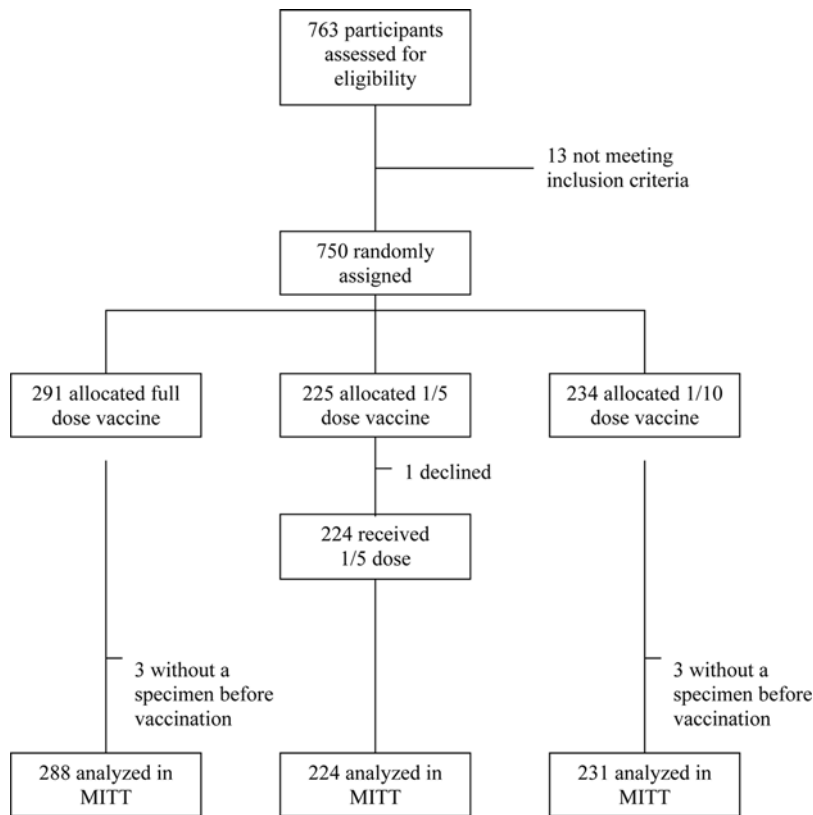 763 participants
assessed for
eligibility
13 not meeting
inclusion criteria
750 randomly
assigned
291 allocated full
dose vaccine
225 allocated 1/5
dose vaccine
234 allocated 1/10
dose vaccine
1 declined
224 received
1/5 dose
3 without a
specimen before
vaccination
3 without a
specimen before
vaccination
288 analyzed in
MITT
224 analyzed in
MITT
231 analyzed in
MITT